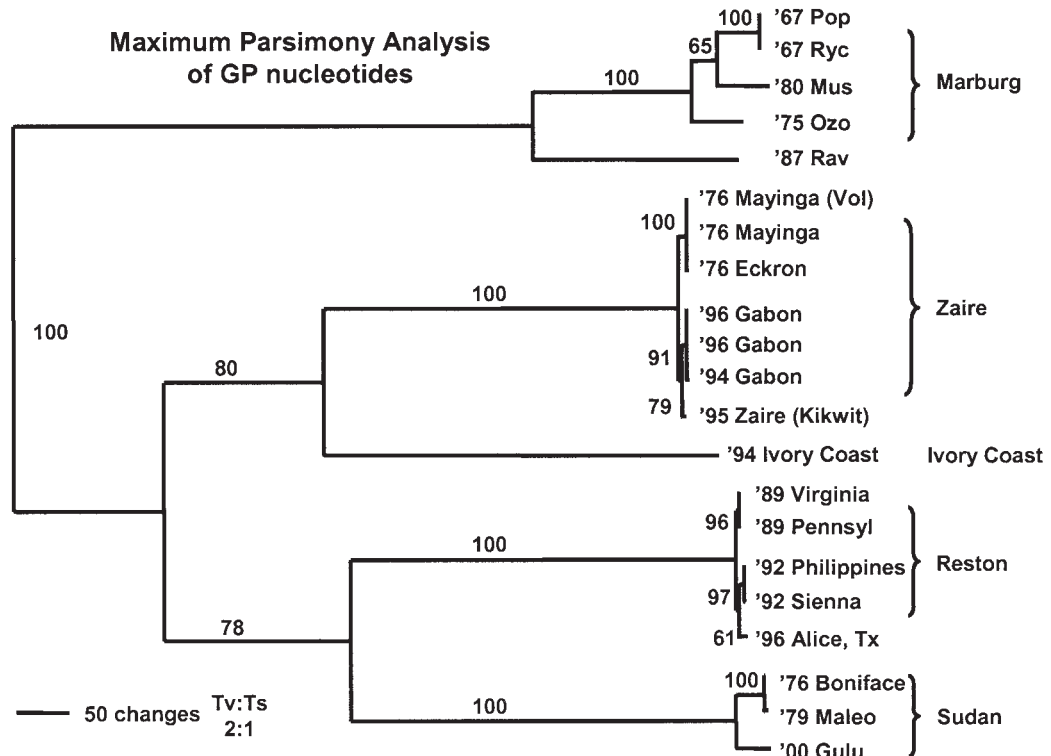 Maximum Parsimony Analysis
of GP nucleotides
100
'67 Pop
'67 Ryc
65
'80 Mus
Marburg
100
'75 Ozo
'87 Rav
'76 Mayinga (Vol)
100
'76 Mayinga
'76 Eckron
100
'96 Gabon
Zaire
'96 Gabon
91
'94 Gabon
79
'95 Zaire (Kikwit)
100
80
'94 Ivory Coast
Ivory Coast
'89 Virginia
96
'89 Pennsyl
100
'92 Philippines
Reston
97
'92 Sienna
61
'96 Alice, Tx
78
100
'76 Boniface
100
'79 Maleo
Sudan
'00 Gulu
50 changes
Tv:Ts
2:1